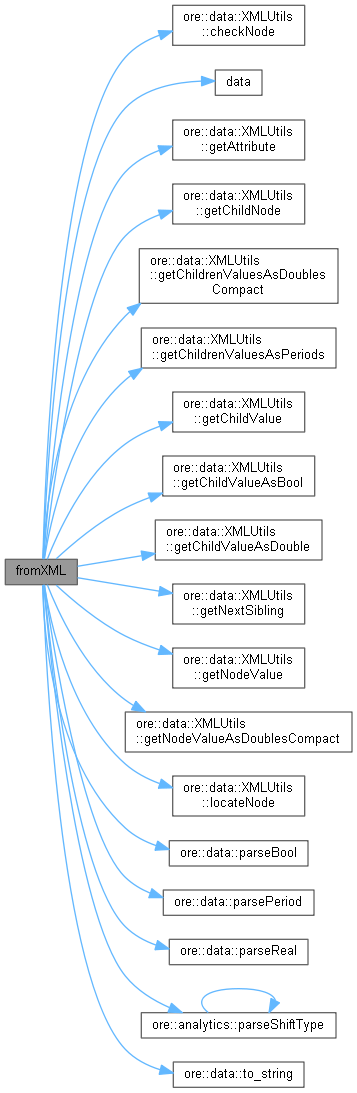 ore::data::XMLUtils
::checkNode
data
ore::data::XMLUtils
::getAttribute
ore::data::XMLUtils
::getChildNode
ore::data::XMLUtils
::getChildrenValuesAsDoubles
Compact
ore::data::XMLUtils
::getChildrenValuesAsPeriods
ore::data::XMLUtils
::getChildValue
ore::data::XMLUtils
::getChildValueAsBool
ore::data::XMLUtils
::getChildValueAsDouble
fromXML
ore::data::XMLUtils
::getNextSibling
ore::data::XMLUtils
::getNodeValue
ore::data::XMLUtils
::getNodeValueAsDoublesCompact
ore::data::XMLUtils
::locateNode
ore::data::parseBool
ore::data::parsePeriod
ore::data::parseReal
ore::analytics::parseShiftType
ore::data::to_string